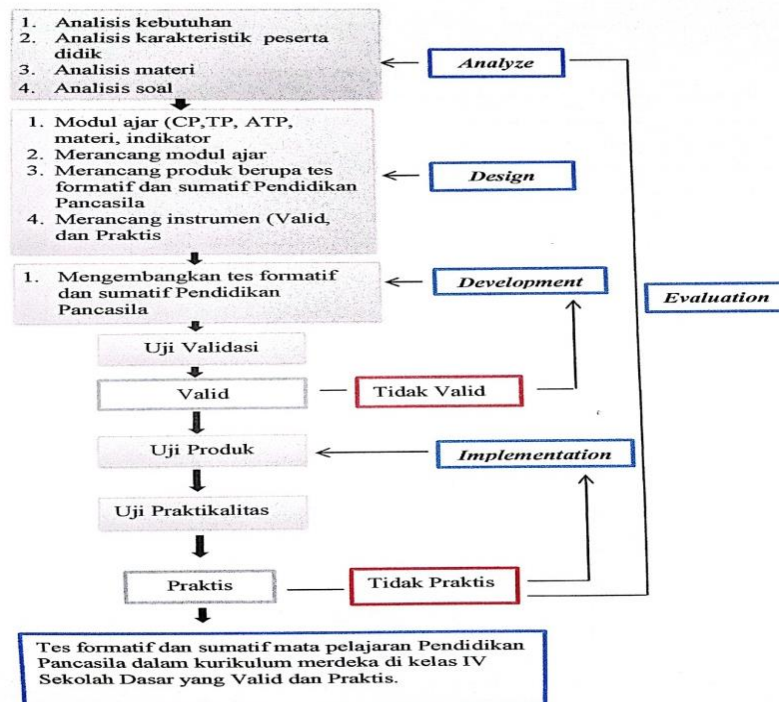 1. Analisis kebutuhan
2. Analisis karakteristik peserta
didik
3. Analisis materi
4. Analisis soal
Analyze
1. Modul ajar (CP,TP, ATP,
materi, indikator
2. Merancang modul ajar
3. Merancang produk berupa tes
formatif dan sumatif Pendidikan
Pancasila
4. Merancang instrumen (Valid,
dan Praktis
Design
1. Mengembangkan tes formatif
dan sumatif Pendidikan
Pancasila
Development
Evaluation
Uji Validasi
Valid
Tidak Valid
Uji Produk
Implementation
Uji Praktikalitas
Praktis
Tidak Praktis
Tes formatif dan sumatif mata pelajaran Pendidikan
Pancasila dalam kurikulum merdeka di kelas IV
Sekolah Dasar yang Valid dan Praktis.